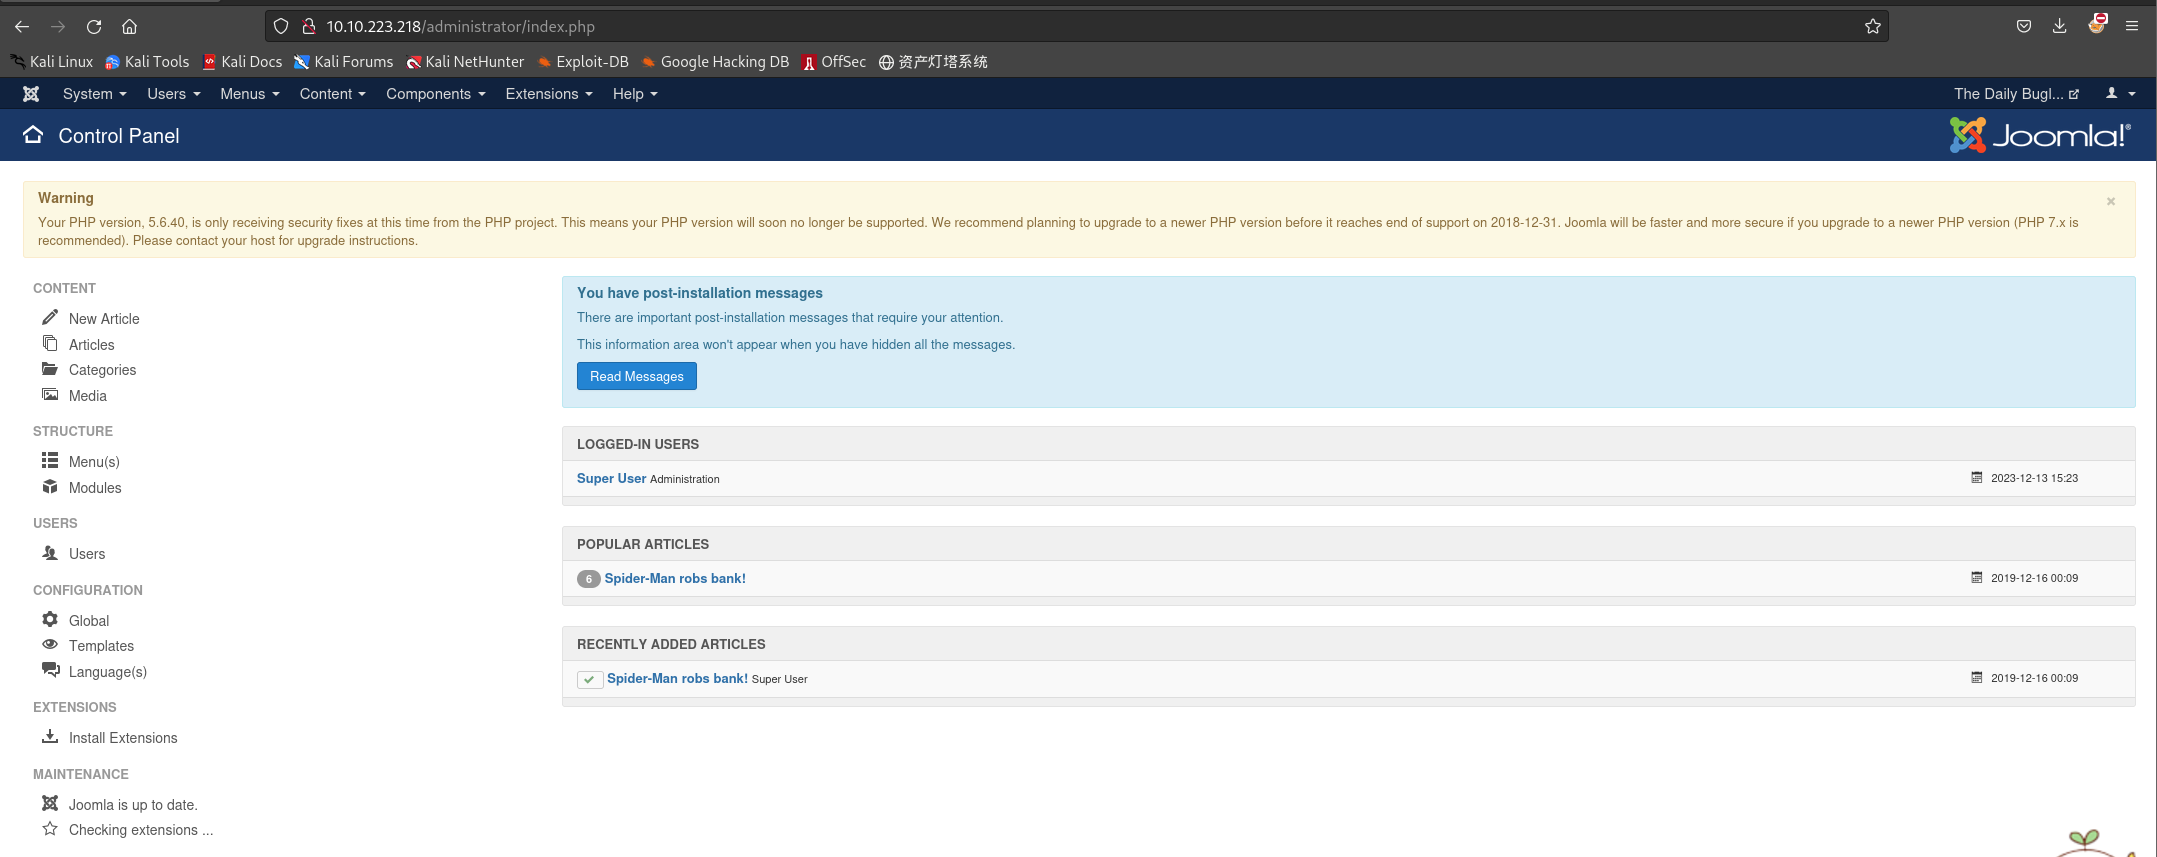 10.10.223.218/administrator/index.php
Kali Linux Kali Tools Kali Docs Kali Forums Kali NetHunter Exploit-DB Google Hacking DB OffSec 资产灯塔系统
System Users Menus Content Components Extensions Help The Daily Bugl...
Control Panel Joomla!®
Warning
Your PHP version, 5.6.40, is only receiving security fixes at this time from the PHP project. This means your PHP version will soon no longer be supported. We recommend planning to upgrade to a newer PHP version before it reaches end of support on 2018-12-31. Joomla will be faster and more secure if you upgrade to a newer PHP version (PHP 7.x is
recommended). Please contact your host for upgrade instructions.
CONTENT
New Article
Articles
Categories
Media
STRUCTURE
Menu(s)
Modules
USERS
Users
CONFIGURATION
Global
Templates
Language(s)
EXTENSIONS
Install Extensions
MAINTENANCE
Joomla is up to date.
Checking extensions ...
You have post-installation messages
There are important post-installation messages that require your attention.
This information area won't appear when you have hidden all the messages.
Read Messages
LOGGED-IN USERS
Super User Administration 2023-12-13 15:23
POPULAR ARTICLES
6 Spider-Man robs bank! 2019-12-16 00:09
RECENTLY ADDED ARTICLES
Spider-Man robs bank! Super User 2019-12-16 00:09